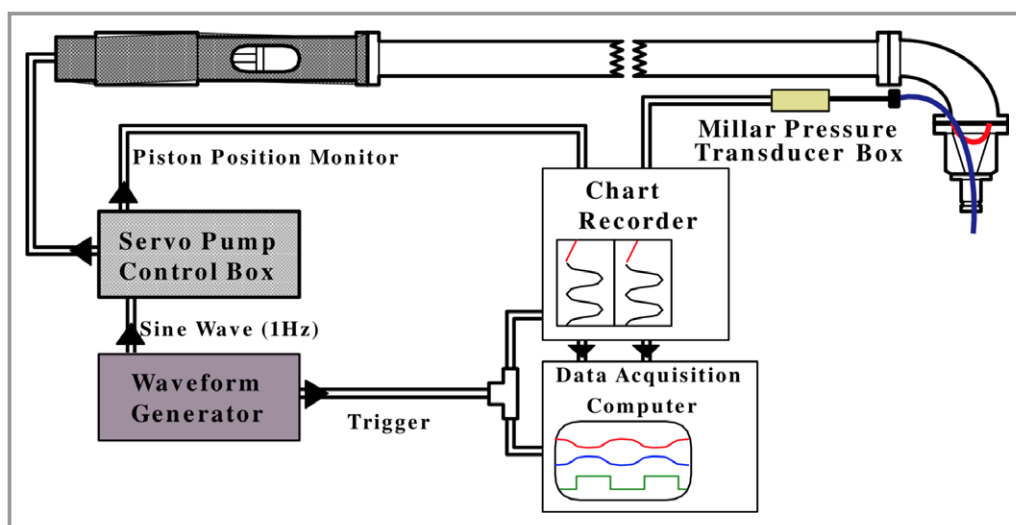 Millar Pressure
Transducer Box
Piston Position Monitor
Chart
Recorder
Servo Pump
Control Box
Sine Wave (1Hz)
Data Acquisition
Computer
Waveform
Generator
Trigger